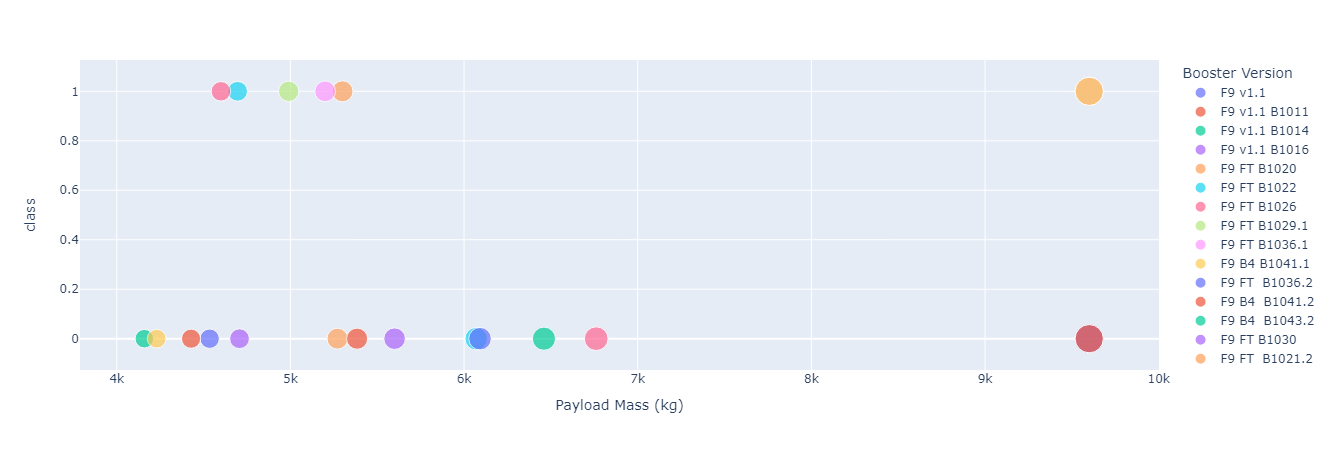 Booster Version
F9 v1.1
F9 v1.1 B1011
F9 v1.1 B1014
F9 v1.1 B1016
F9 FT B1020
F9 FT B1022
F9 FT B1026
F9 FT B1029.1
F9 FT B1036.1
F9 B4 B1041.1
F9 FT  B1036.2
F9 B4  B1041.2
F9 B4  B1043.2
F9 FT B1030
F9 FT  B1021.2
class
1
0.8
0.6
0.4
0.2
0
4k 5k 6k 7k 8k 9k 10k
Payload Mass (kg)